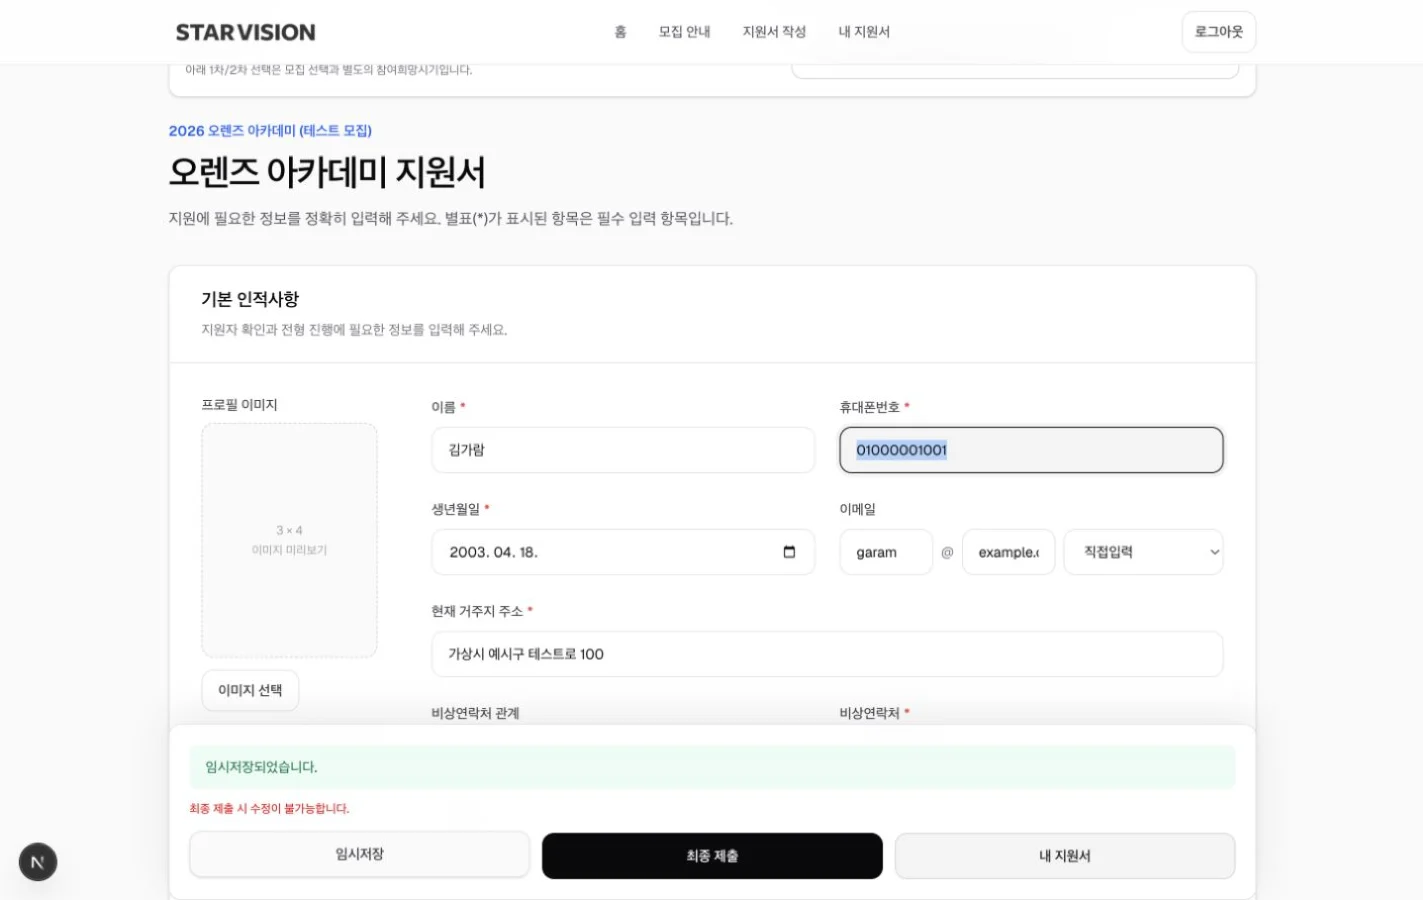 STARVISION
홈
모집 안내
지원서 작성
내 지원서
로그아웃
아래 1차/2차 선택은 모집 선택과 별도의 참여희망시기입니다.
2026 오렌즈 아카데미 (테스트 모집)
오렌즈 아카데미 지원서
지원에 필요한 정보를 정확히 입력해 주세요. 별표(*)가 표시된 항목은 필수 입력 항목입니다.
기본 인적사항
지원자 확인과 전형 진행에 필요한 정보를 입력해 주세요.
프로필 이미지
3 × 4
이미지 미리보기
이미지 선택
이름 *
김가람
휴대폰번호 *
01000001001
생년월일 *
2003. 04. 18.
이메일
garam @ example.c 직접입력
현재 거주지 주소 *
가상시 예시구 테스트로 100
비상연락처 관계
비상연락처 *
임시저장되었습니다.
최종 제출 시 수정이 불가능합니다.
임시저장
최종 제출
내 지원서
N